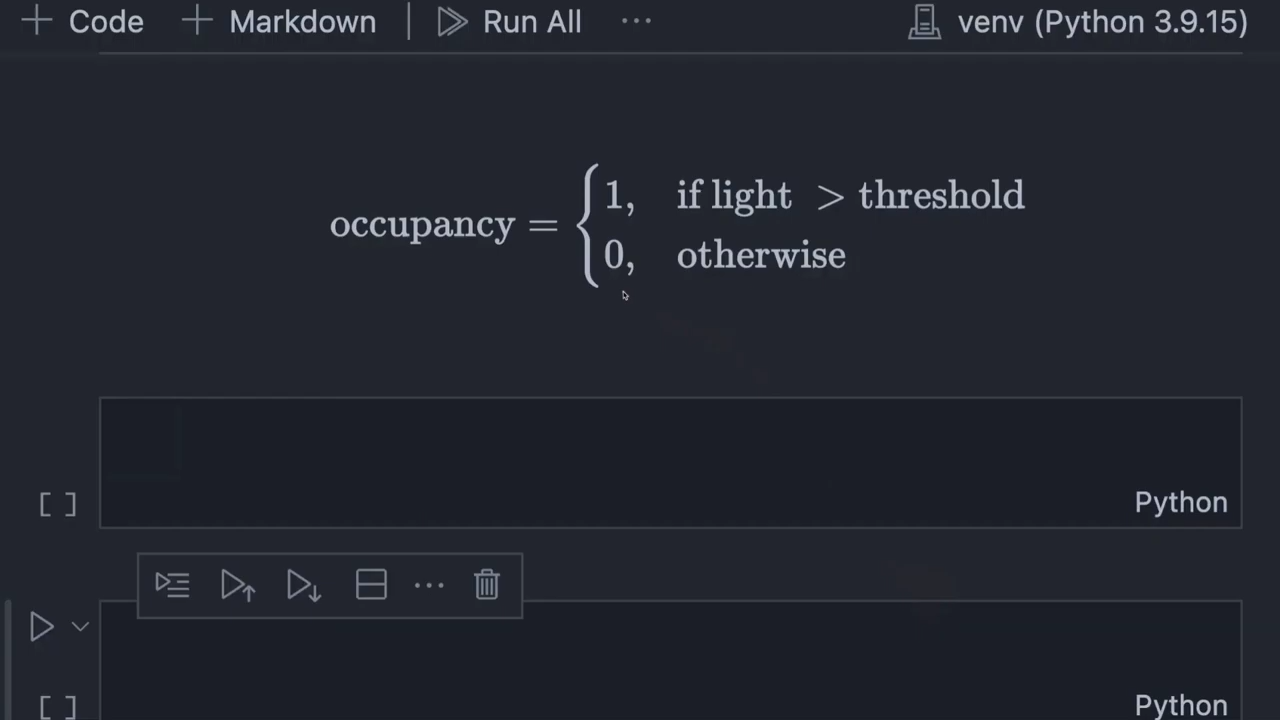 Code Markdown Run All ... venv (Python 3.9.15)
occupancy = { 1, if light > threshold
0, otherwise
[ ] Python
[ ] Python